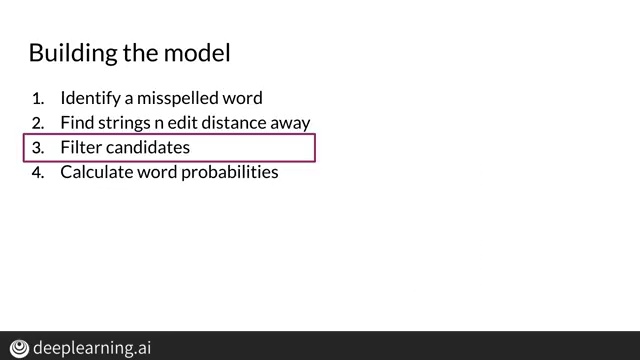 Building the model
1. Identify a misspelled word
2. Find strings n edit distance away
3. Filter candidates
4. Calculate word probabilities
deeplearning.ai